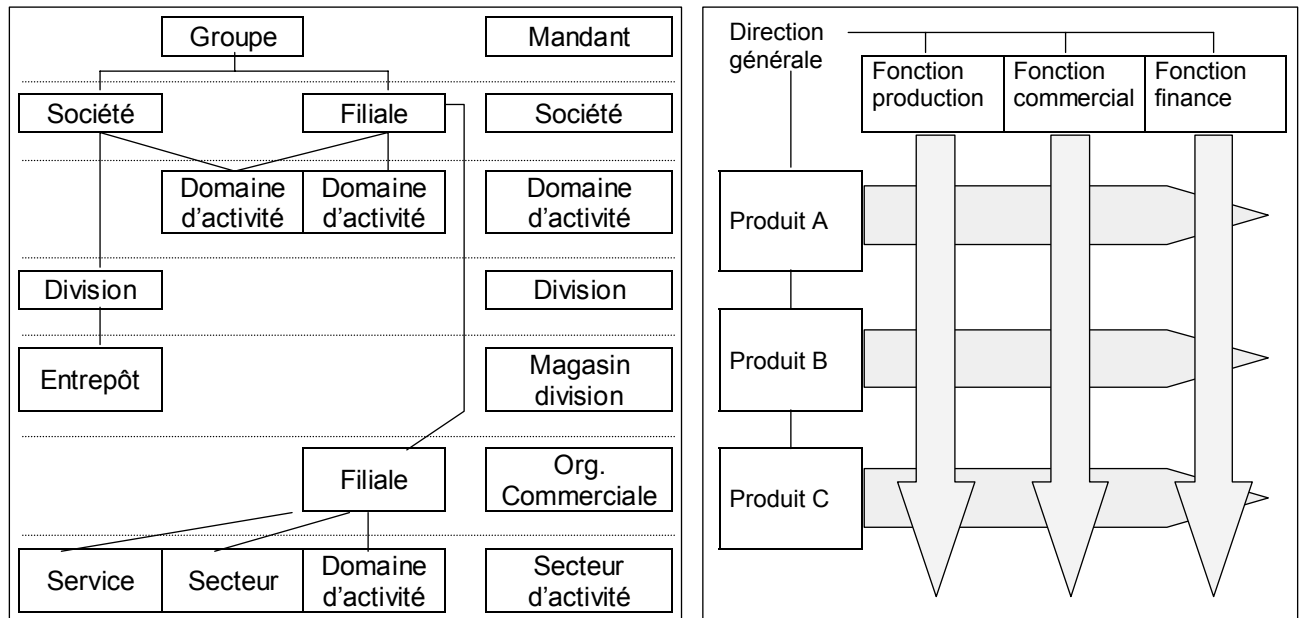 Groupe
Mandant
Société
Filiale
Société
Domaine
d'activité
Domaine
d'activité
Domaine
d'activité
Division
Division
Entrepôt
Magasin
division
Filiale
Org.
Commerciale
Service
Secteur
Domaine
d'activité
Secteur
d'activité
Direction
générale
Fonction
production
Fonction
commercial
Fonction
finance
Produit A
Produit B
Produit C